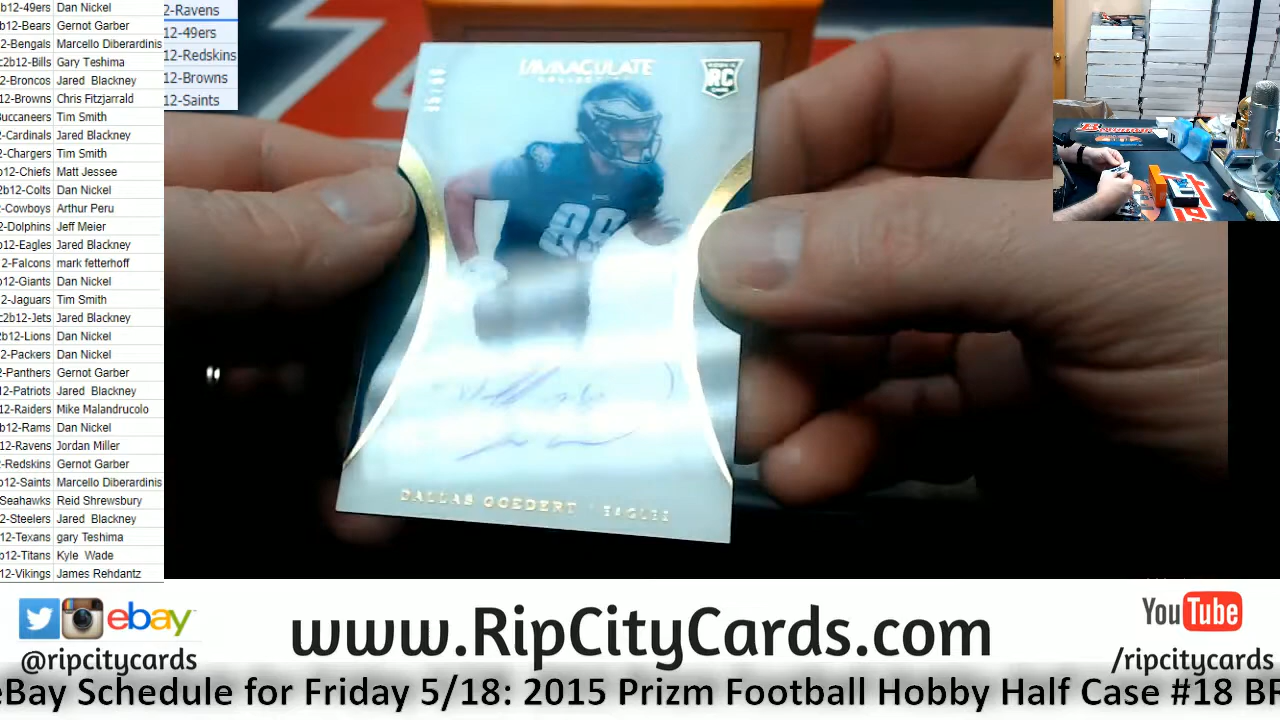 b12-49ers Dan Nickel
b12-Bears Gernot Garber
12-Bengals Marcello Diberardinis
c2b12-Bills Gary Teshima
2-Broncos Jared Blackney
b12-Browns Chris Fitzjarrald
uccaneers Tim Smith
2-Cardinals Jared Blackney
2-Chargers Tim Smith
b12-Chiefs Matt Jessee
2b12-Colts Dan Nickel
2-Cowboys Arthur Peru
2-Dolphins Jeff Meier
b12-Eagles Jared Blackney
12-Falcons mark fetterhoff
b12-Giants Dan Nickel
2-Jaguars Tim Smith
c2b12-Jets Jared Blackney
2b12-Lions Dan Nickel
2-Packers Dan Nickel
2-Panthers Gernot Garber
12-Patriots Jared Blackney
12-Raiders Mike Malandrucolo
b12-Rams Dan Nickel
12-Ravens Jordan Miller
-Redskins Gernot Garber
b12-Saints Marcello Diberardinis
Seahawks Reid Shrewsbury
2-Steelers Jared Blackney
12-Texans gary Teshima
b12-Titans Kyle Wade
12-Vikings James Rehdantz
2-Ravens
12-49ers
12-Redskins
12-Browns
12-Saints
IMMACULATE
COLLECTION
RC
88
DALLAS GOEDERT EAGLES
ebay
@ripcitycards
www.RipCityCards.com
YouTube
/ripcitycards
eBay Schedule for Friday 5/18: 2015 Prizm Football Hobby Half Case #18 BR